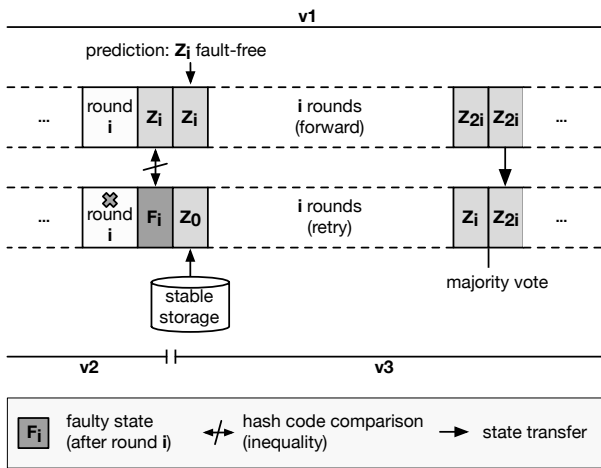 v1
prediction: Zi fault-free
... round i Zi Zi i rounds (forward) Z2i Z2i ...
... round i Fi Z0 i rounds (retry) Zi Z2i ...
stable storage
majority vote
v2
v3
Fi
faulty state
(after round i)
hash code comparison
(inequality)
state transfer